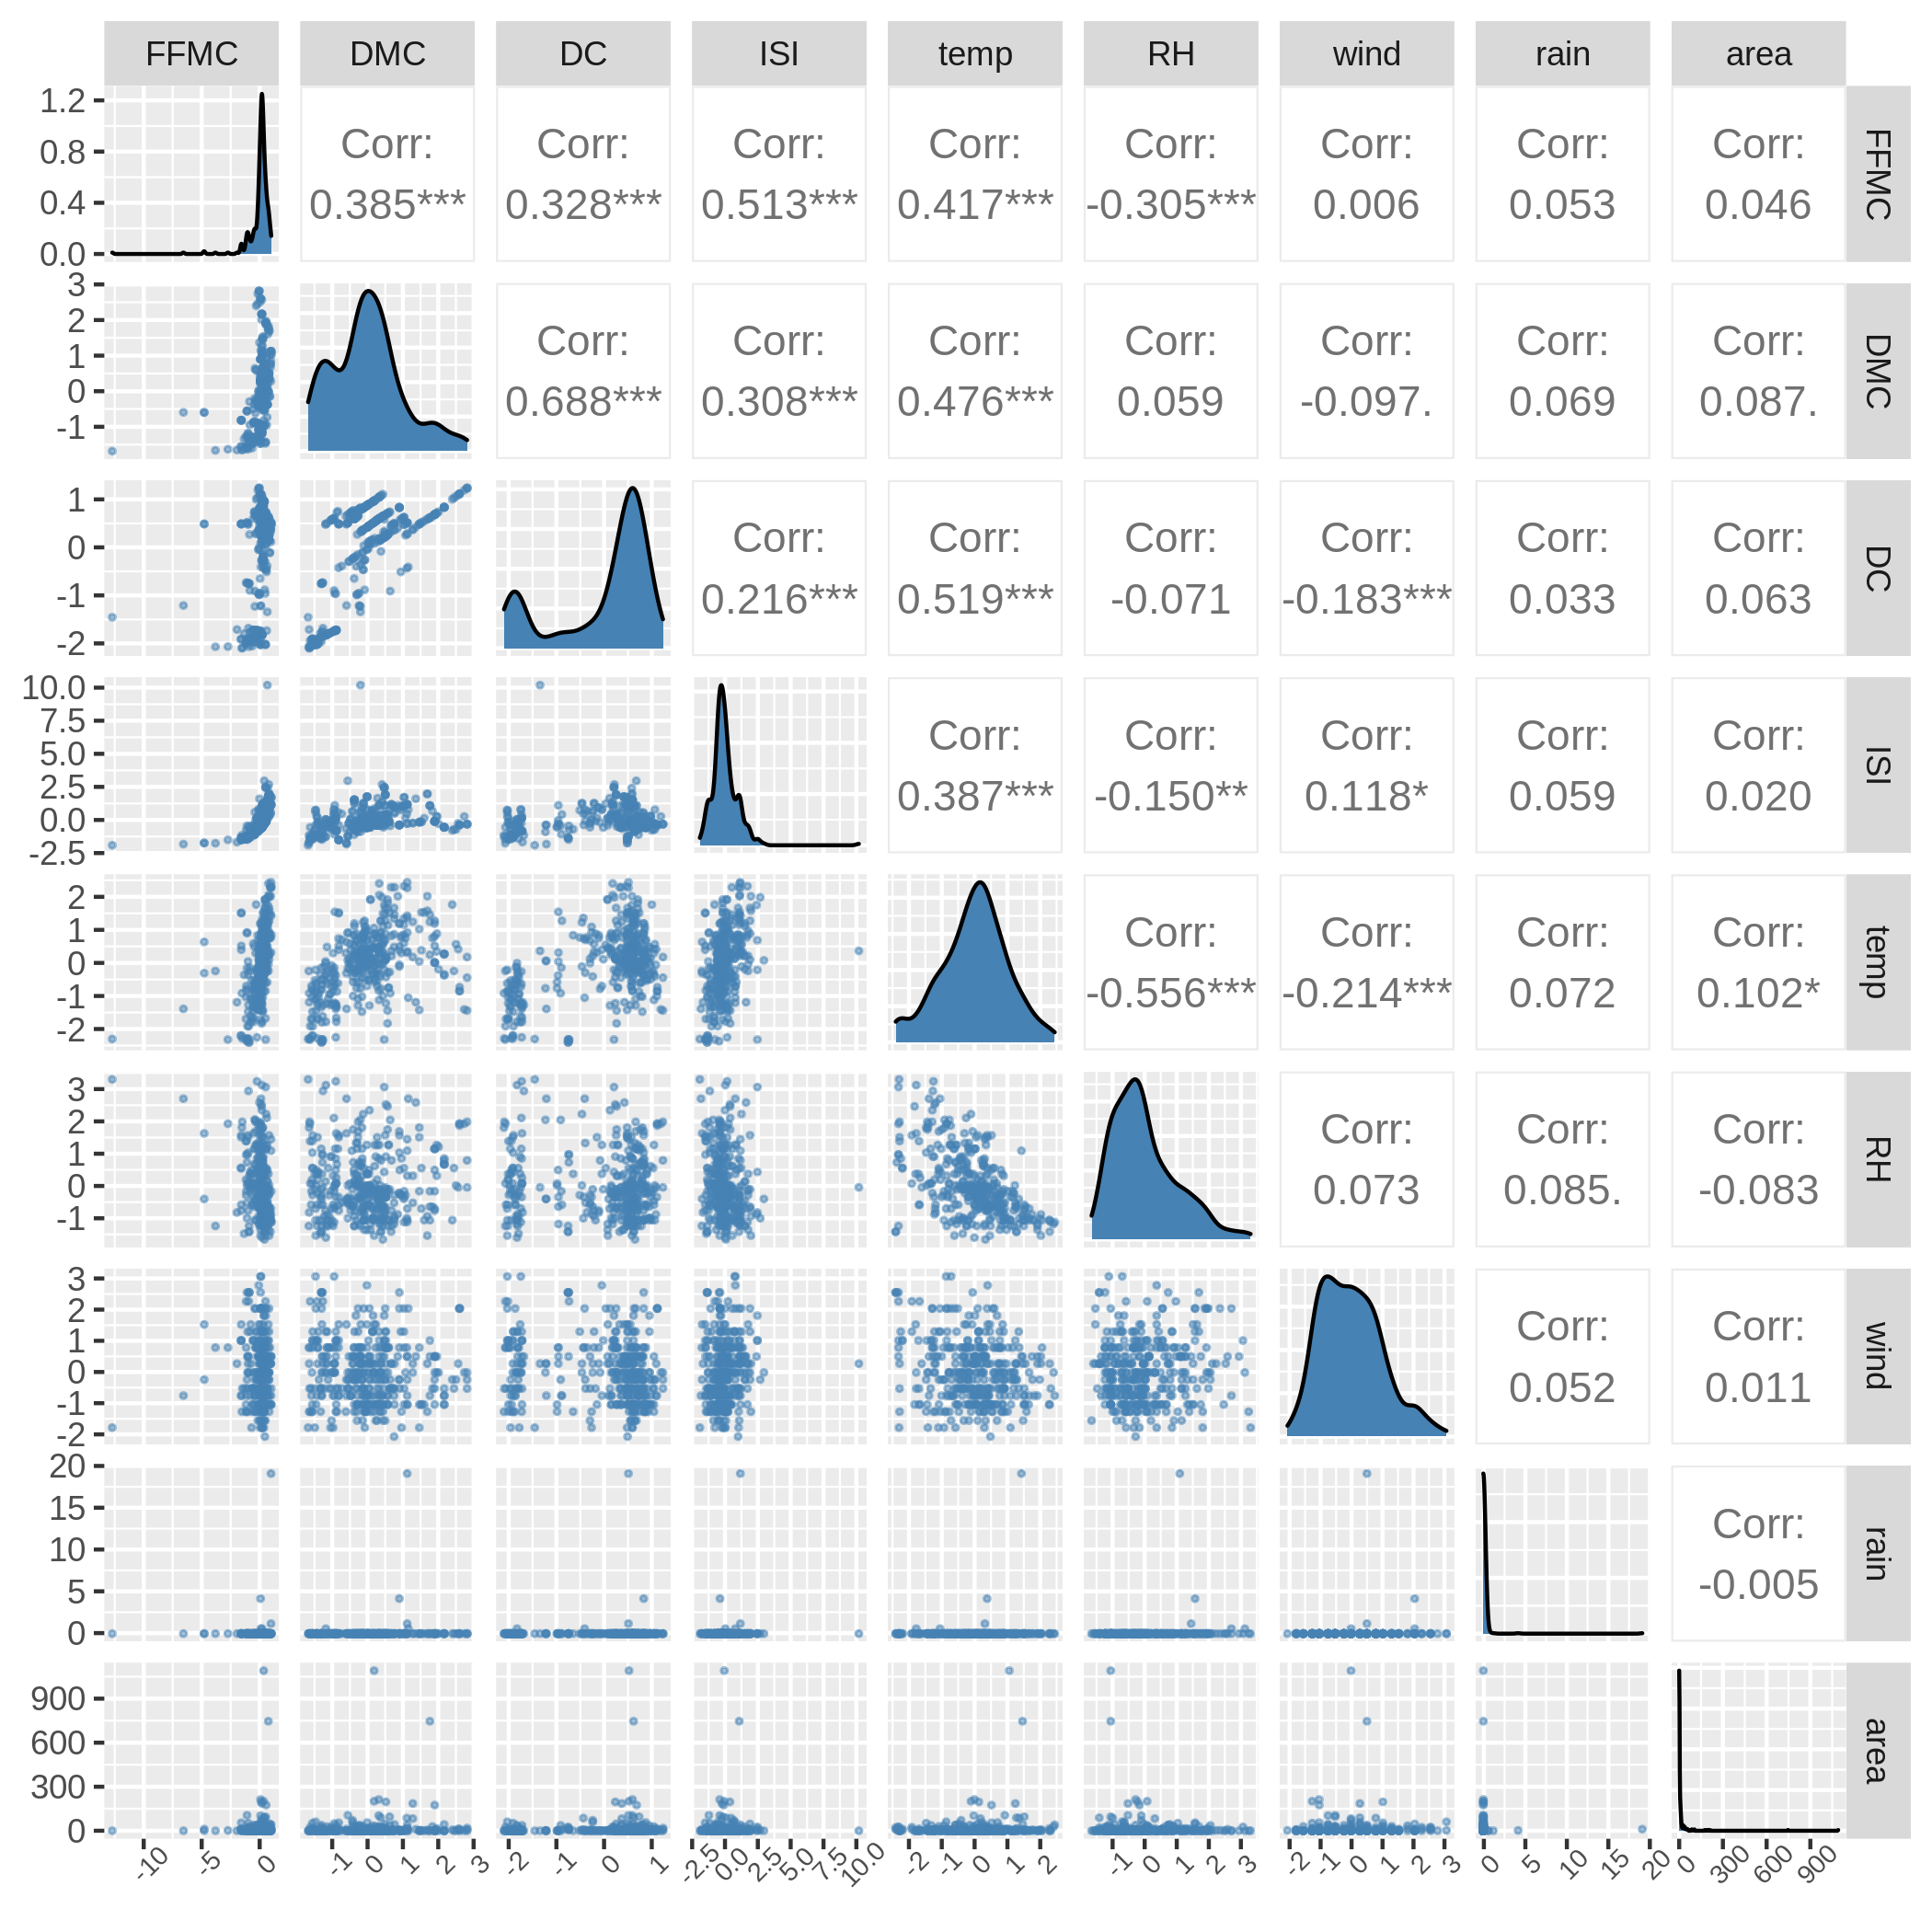 FFMC DMC DC ISI temp RH wind rain area
1.2 Corr: Corr: Corr: Corr: Corr: Corr: Corr: Corr: FFMC
0.8
0.4 0.385*** 0.328*** 0.513*** 0.417*** -0.305*** 0.006 0.053 0.046
0.0
3 Corr: Corr: Corr: Corr: Corr: Corr: Corr: DMC
2
1
0 0.688*** 0.308*** 0.476*** 0.059 -0.097. 0.069 0.087.
-1
1 Corr: Corr: Corr: Corr: Corr: Corr: DC
0
-1 0.216*** 0.519*** -0.071 -0.183*** 0.033 0.063
-2
10.0 Corr: Corr: Corr: Corr: Corr: ISI
7.5
5.0
2.5
0.0 0.387*** -0.150** 0.118* 0.059 0.020
-2.5
2 Corr: Corr: Corr: Corr: temp
1
0
-1 -0.556*** -0.214*** 0.072 0.102*
-2
3 Corr: Corr: Corr: RH
2
1
0 0.073 0.085. -0.083
-1
3 Corr: Corr: wind
2
1
0 0.052 0.011
-1
-2
20 Corr: rain
15
10
5 -0.005
0
900 area
600
300
0
-10 -5 0 -1 0 1 2 3 -2 -1 0 1 -2.5 0.0 2.5 5.0 7.5 10.0 -2 -1 0 1 2 -1 0 1 2 3 -2 -1 0 1 2 3 0 5 10 15 20 0 300 600 900